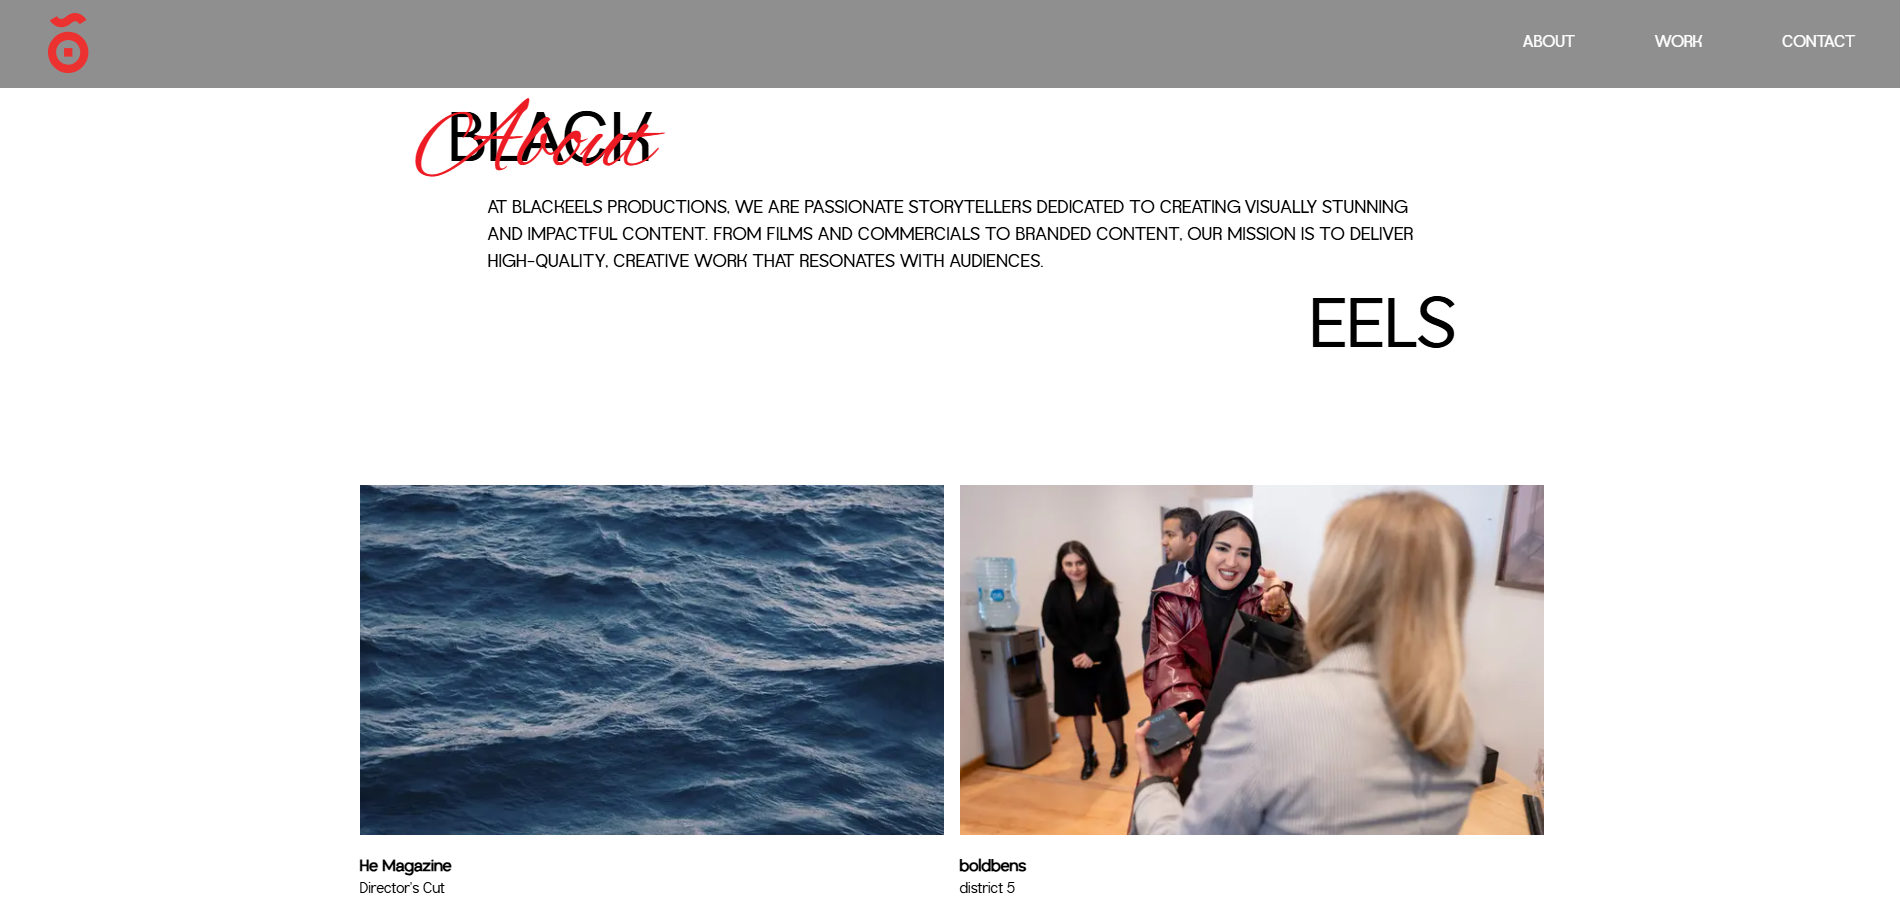 ABOUT WORK CONTACT
BLACK
About
AT BLACKEELS PRODUCTIONS, WE ARE PASSIONATE STORYTELLERS DEDICATED TO CREATING VISUALLY STUNNING
AND IMPACTFUL CONTENT. FROM FILMS AND COMMERCIALS TO BRANDED CONTENT, OUR MISSION IS TO DELIVER
HIGH-QUALITY, CREATIVE WORK THAT RESONATES WITH AUDIENCES.
EELS
He Magazine
Director's Cut
boldbens
district 5